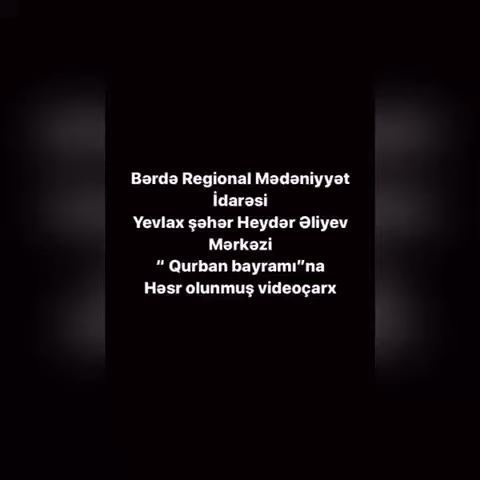 Bərdə Regional Mədəniyyət
İdarəsi
Yevlax şəhər Heydər Əliyev
Mərkəzi
“ Qurban bayramı”na
Həsr olunmuş videoçarx